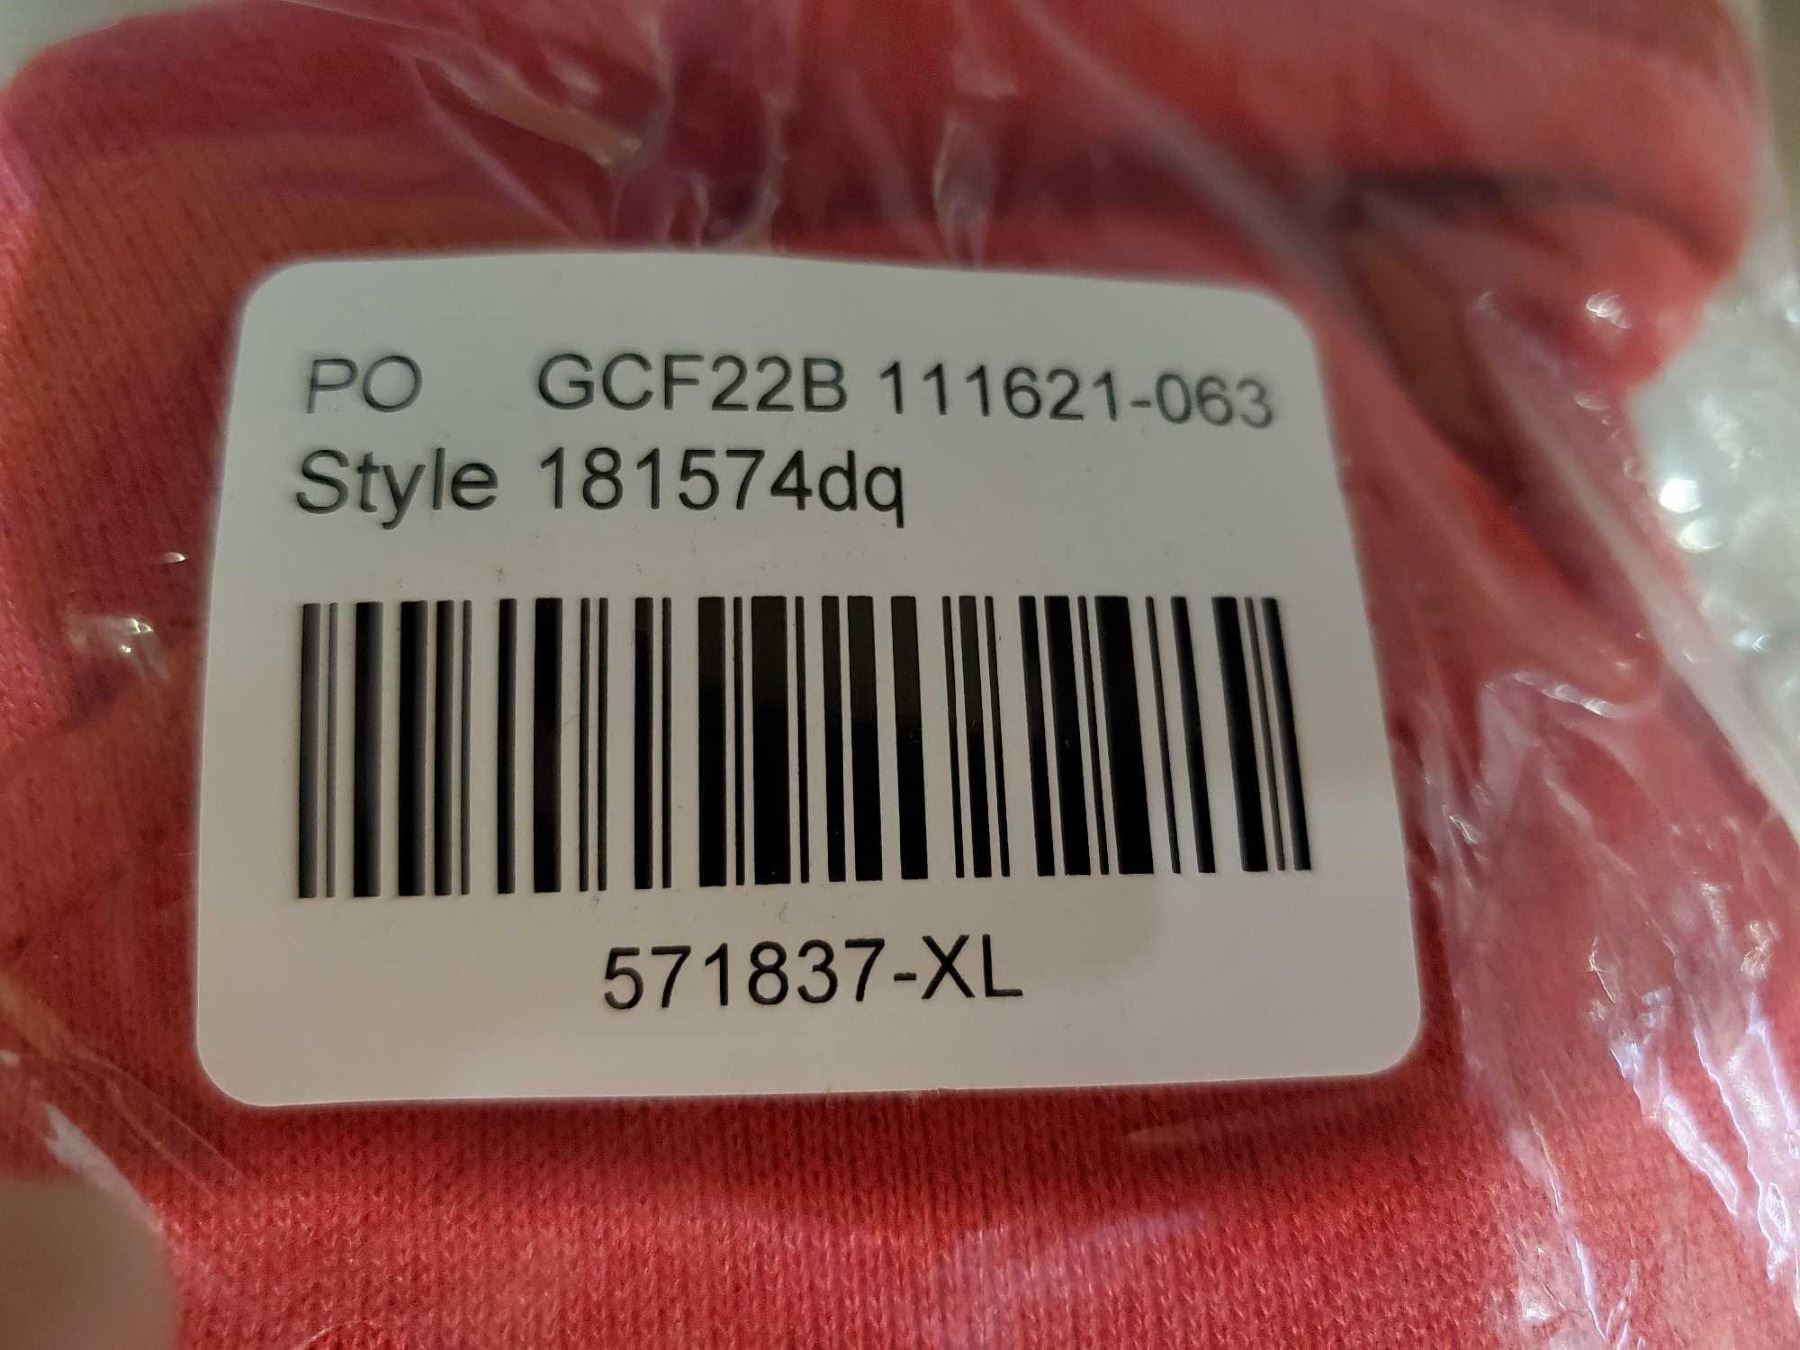 PO GCF22B 111621-063
Style 181574dq
571837-XL